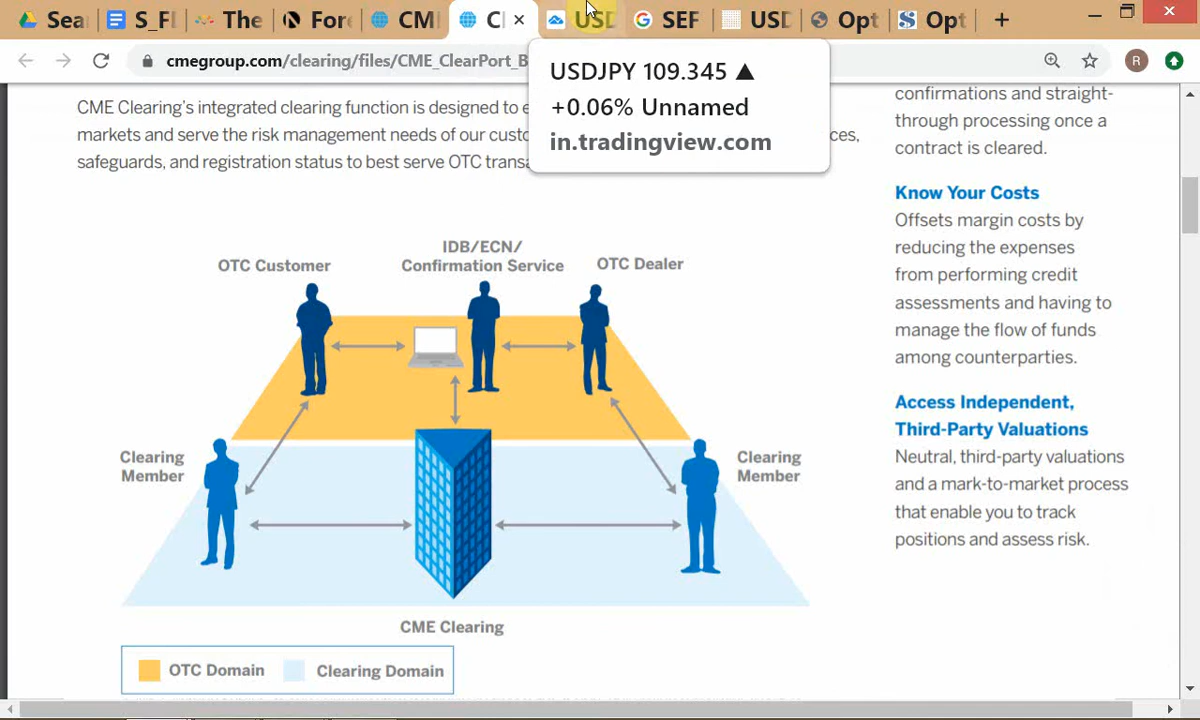 Sea
S_F
The
Fore
CM
C
USD
SEF
USD
Opt
Opt
cmegroup.com/clearing/files/CME_ClearPort_B
R
USDJPY 109.345 ▲
+0.06% Unnamed
in.tradingview.com
CME Clearing's integrated clearing function is designed to e
markets and serve the risk management needs of our custo
ces,
safeguards, and registration status to best serve OTC transa
OTC Customer
IDB/ECN/
Confirmation Service
OTC Dealer
Clearing
Member
Clearing
Member
CME Clearing
OTC Domain
Clearing Domain
confirmations and straight-
through processing once a
contract is cleared.
Know Your Costs
Offsets margin costs by
reducing the expenses
from performing credit
assessments and having to
manage the flow of funds
among counterparties.
Access Independent,
Third-Party Valuations
Neutral, third-party valuations
and a mark-to-market process
that enable you to track
positions and assess risk.